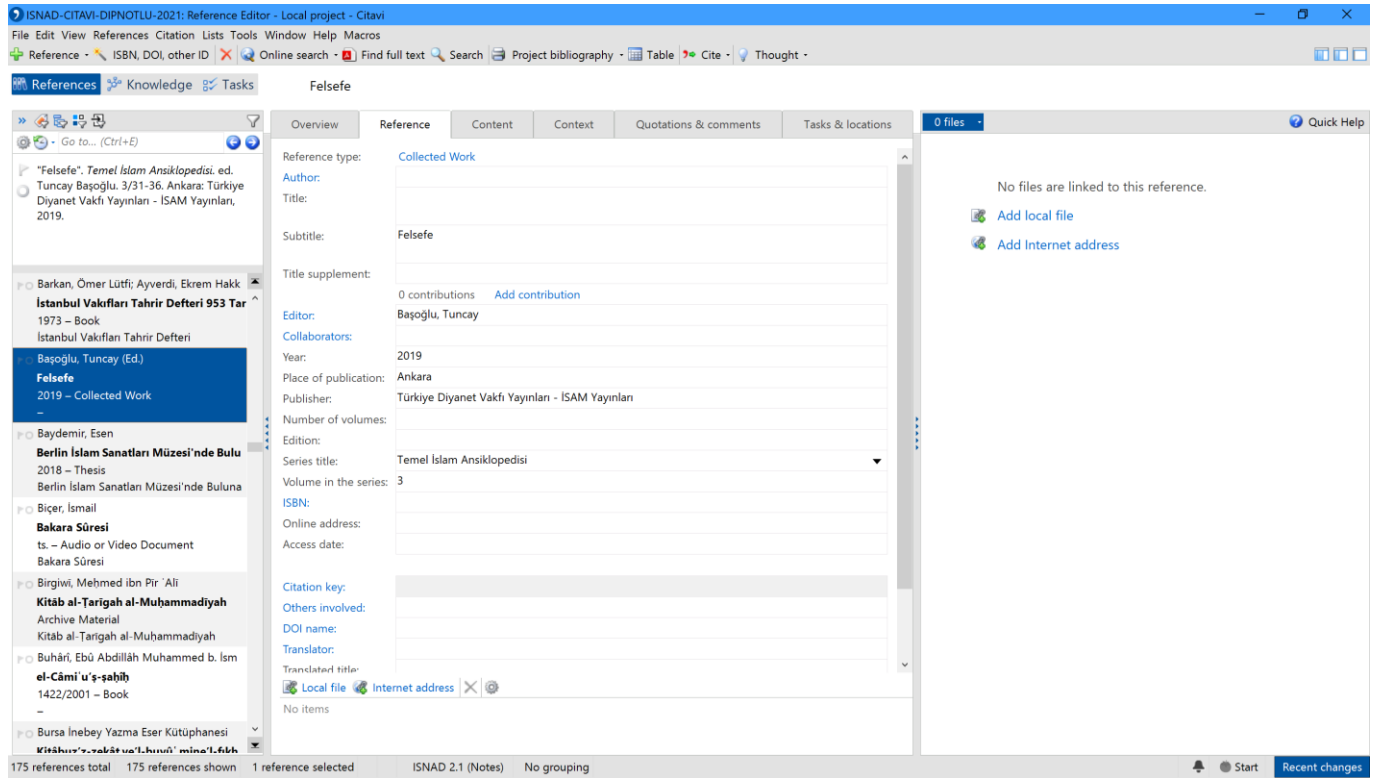 ISNAD-CITAVI-DIPNOTLU-2021: Reference Editor - Local project - Citavi
File Edit View References Citation Lists Tools Window Help Macros
Reference ISBN, DOI, other ID Online search Find full text Search Project bibliography Table Cite Thought
References Knowledge Tasks Felsefe
Go to... (Ctrl+E)
"Felsefe". Temel İslam Ansiklopedisi. ed.
Tuncay Başoğlu. 3/31-36. Ankara: Türkiye
Diyanet Vakfı Yayınları - İSAM Yayınları,
2019.
Barkan, Ömer Lütfi; Ayverdi, Ekrem Hakk
İstanbul Vakıfları Tahrir Defteri 953 Tar
1973 – Book
İstanbul Vakıfları Tahrir Defteri
Başoğlu, Tuncay (Ed.)
Felsefe
2019 – Collected Work
–
Baydemir, Esen
Berlin İslam Sanatları Müzesi'nde Bulu
2018 – Thesis
Berlin İslam Sanatları Müzesi'nde Buluna
Biçer, İsmail
Bakara Sûresi
ts. – Audio or Video Document
Bakara Sûresi
Birgiwī, Meḥmed ibn Pīr ʿAlī
Kitāb al-Ṭarīgah al-Muḥammadīyah
Archive Material
Kitāb al-Ṭarīgah al-Muḥammadīyah
Buhârî, Ebû Abdillâh Muhammed b. İsm
el-Câmiʿu’ṣ-ṣaḥîḥ
1422/2001 – Book
–
Bursa İnebey Yazma Eser Kütüphanesi
Kitâbuz’z-zekât ve’l-buyûʿ mine’l-fıkh
Overview Reference Content Context Quotations & comments Tasks & locations
Reference type: Collected Work
Author:
Title:
Subtitle: Felsefe
Title supplement:
0 contributions Add contribution
Editor: Başoğlu, Tuncay
Collaborators:
Year: 2019
Place of publication: Ankara
Publisher: Türkiye Diyanet Vakfı Yayınları - İSAM Yayınları
Number of volumes:
Edition:
Series title: Temel İslam Ansiklopedisi
Volume in the series: 3
ISBN:
Online address:
Access date:
Citation key:
Others involved:
DOI name:
Translator:
Translated title:
Local file Internet address
No items
0 files Quick Help
No files are linked to this reference.
Add local file
Add Internet address
175 references total 175 references shown 1 reference selected ISNAD 2.1 (Notes) No grouping Start Recent changes